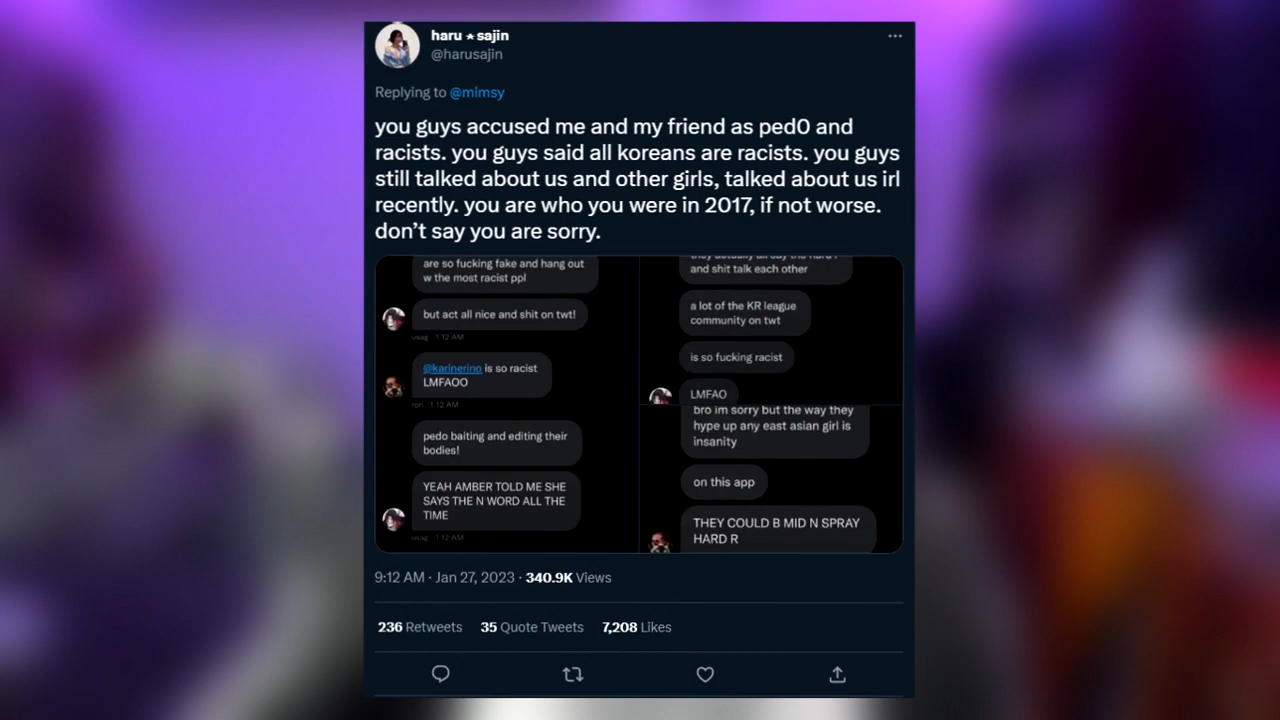 haru ⋆ sajin
@harusajin
Replying to @mimsy
you guys accused me and my friend as ped0 and
racists. you guys said all koreans are racists. you guys
still talked about us and other girls, talked about us irl
recently. you are who you were in 2017, if not worse.
don't say you are sorry.
are so fucking fake and hang out
w the most racist ppl
but act all nice and shit on twt!
1:12 AM
@karinerino is so racist
LMFAOO
1:12 AM
pedo baiting and editing their
bodies!
YEAH AMBER TOLD ME SHE
SAYS THE N WORD ALL THE
TIME
1:12 AM
and shit talk each other
a lot of the KR league
community on twt
is so fucking racist
LMFAO
bro im sorry but the way they
hype up any east asian girl is
insanity
on this app
THEY COULD B MID N SPRAY
HARD R
9:12 AM · Jan 27, 2023 · 340.9K Views
236 Retweets 35 Quote Tweets 7,208 Likes